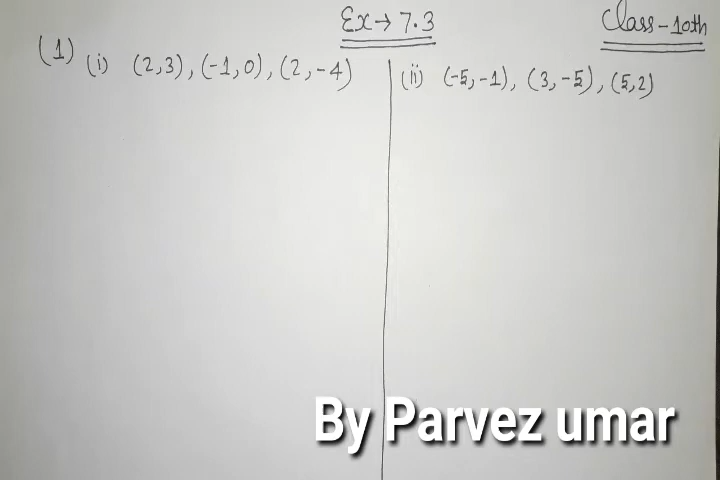 Ex → 7.3
Class - 10th
(1) (i) (2,3), (-1,0), (2,-4)
(ii) (-5,-1), (3,-5), (5,2)
By Parvez umar